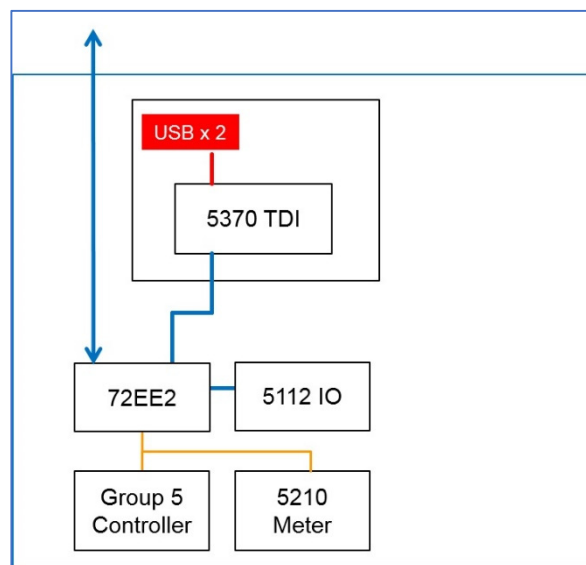 USB x 2
5370 TDI
72EE2
5112 IO
Group 5
Controller
5210
Meter